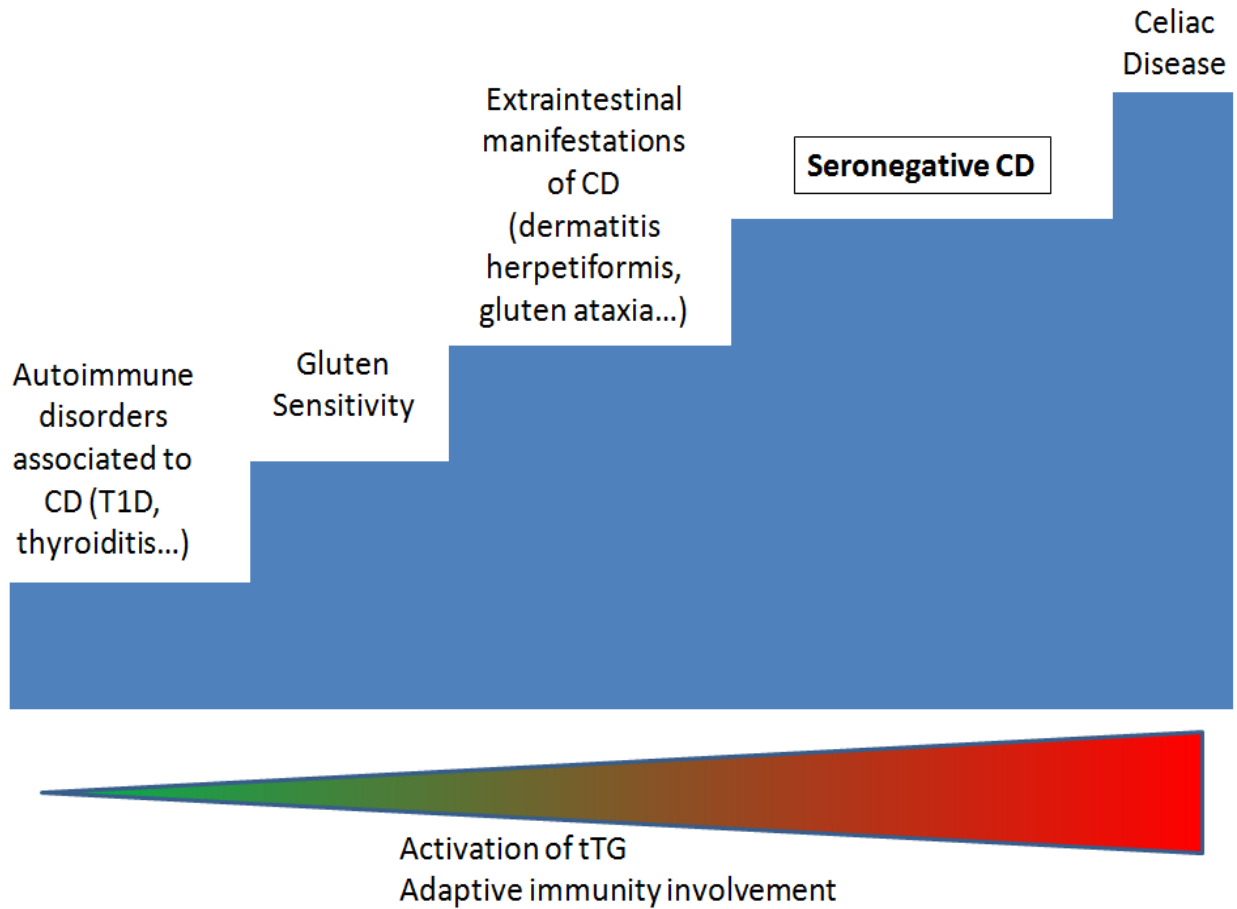 Celiac
Disease
Extraintestinal
manifestations
of CD
(dermatitis
herpetiformis,
gluten ataxia...)
Seronegative CD
Gluten
Sensitivity
Autoimmune
disorders
associated to
CD (T1D,
thyroiditis...)
Activation of tTG
Adaptive immunity involvement